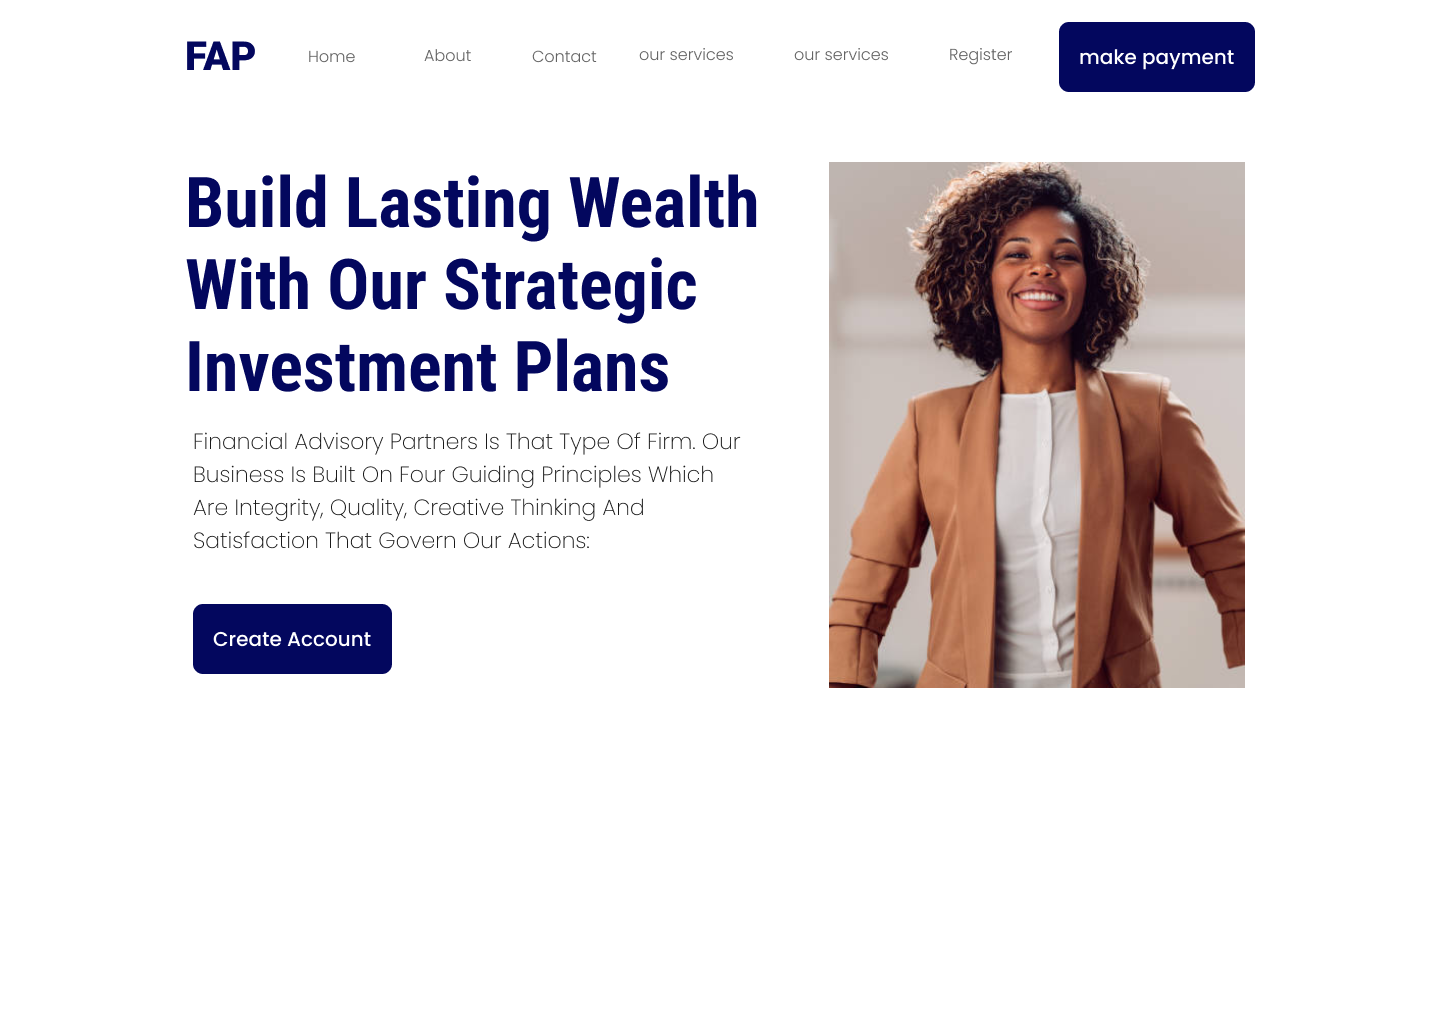 FAP
Home
About
Contact
our services
our services
Register
make payment
Build Lasting Wealth
With Our Strategic
Investment Plans
Financial Advisory Partners Is That Type Of Firm. Our
Business Is Built On Four Guiding Principles Which
Are Integrity, Quality, Creative Thinking And
Satisfaction That Govern Our Actions:
Create Account